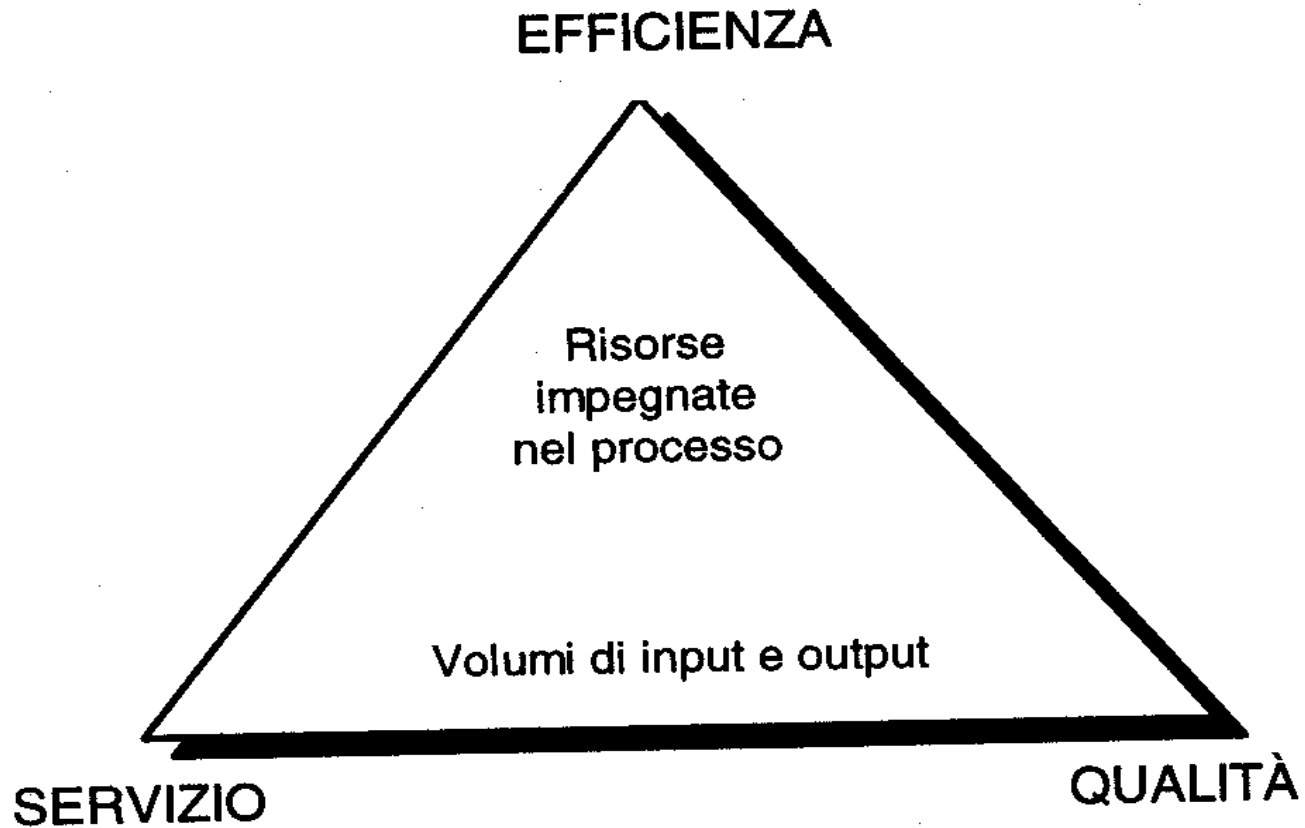 EFFICIENZA
Risorse
impegnate
nel processo
Volumi di input e output
SERVIZIO
QUALITÀ